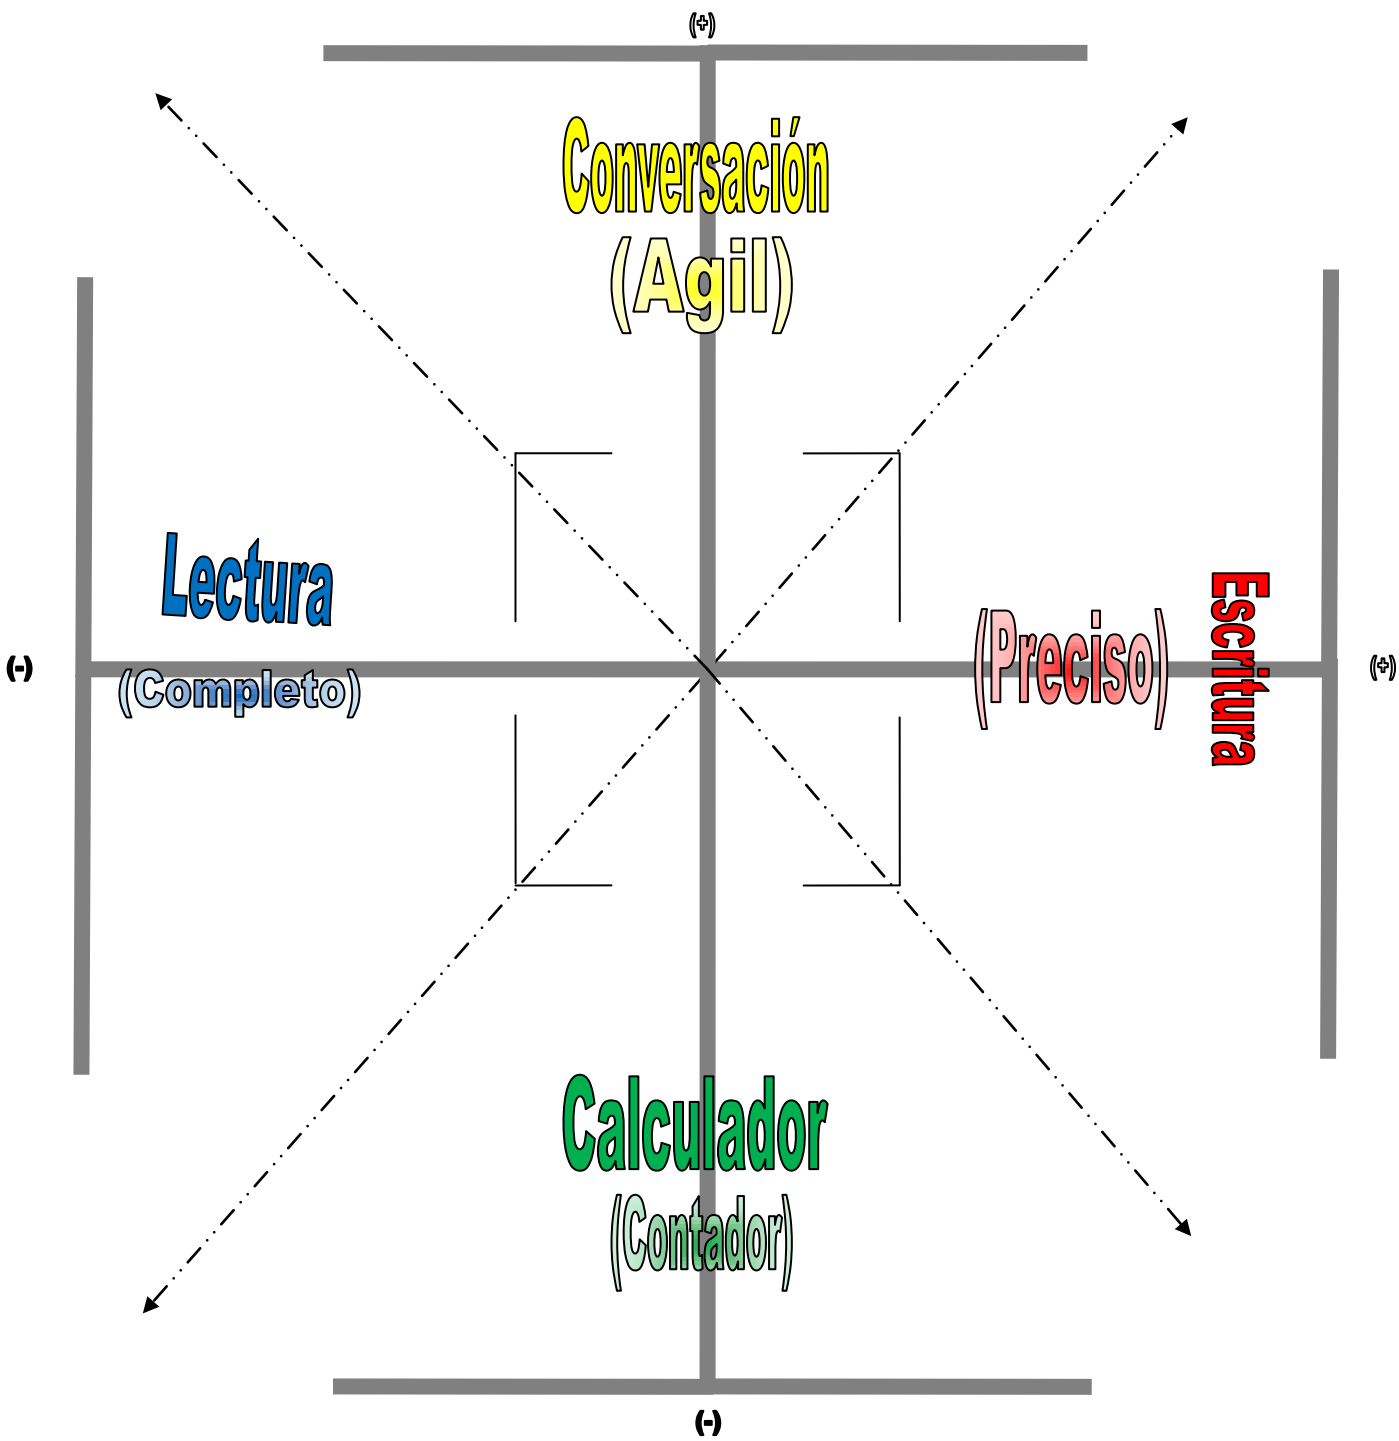 (+)
Conversación
(Agil)
Lectura
(-)
(Completo)
(Preciso)
Escritura
(+)
Calculador
(Contador)
(-)